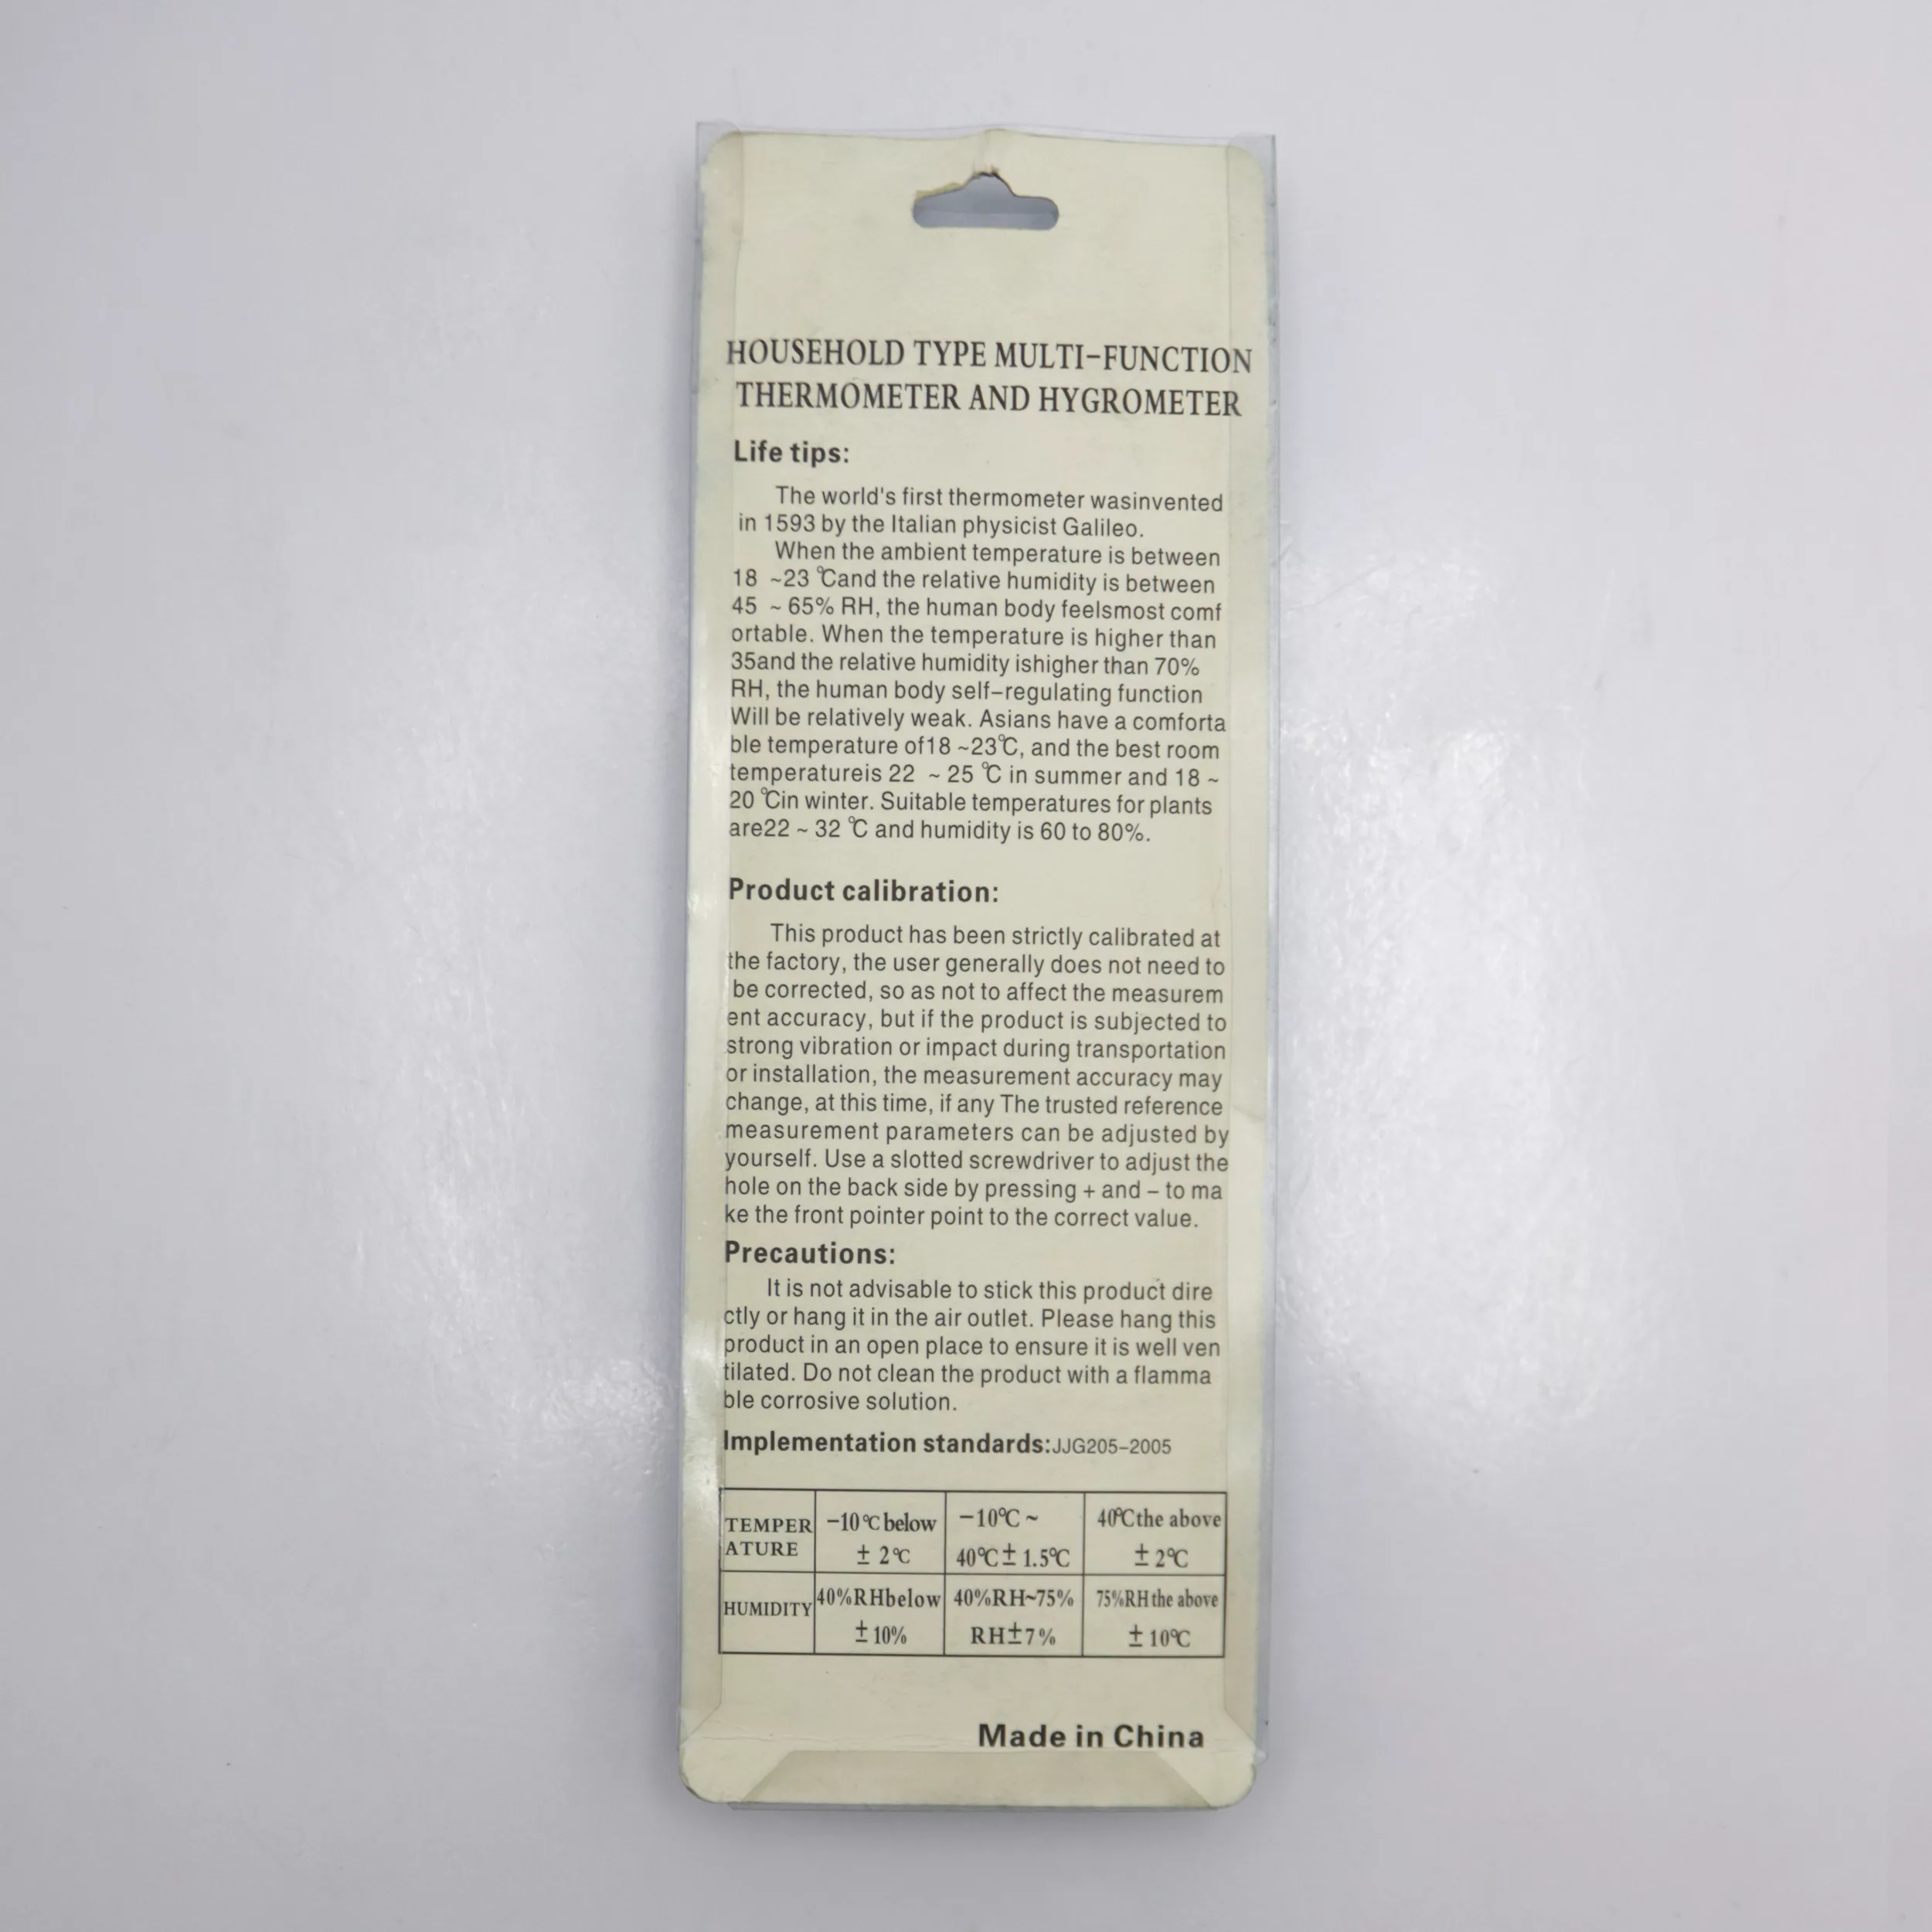 HOUSEHOLD TYPE MULTI-FUNCTION
THERMOMETER AND HYGROMETER
Life tips:
The world's first thermometer wasinvented
in 1593 by the Italian physicist Galileo.
When the ambient temperature is between
18 ~23 ℃and the relative humidity is between
45 ~ 65% RH, the human body feelsmost comf
ortable. When the temperature is higher than
35and the relative humidity ishigher than 70%
RH, the human body self-regulating function
Will be relatively weak. Asians have a comforta
ble temperature of18 ~23℃, and the best room
temperatureis 22 ~ 25 ℃ in summer and 18 ~
20 ℃in winter. Suitable temperatures for plants
are22 ~ 32 ℃ and humidity is 60 to 80%.
Product calibration:
This product has been strictly calibrated at
the factory, the user generally does not need to
be corrected, so as not to affect the measurem
ent accuracy, but if the product is subjected to
strong vibration or impact during transportation
or installation, the measurement accuracy may
change, at this time, if any The trusted reference
measurement parameters can be adjusted by
yourself. Use a slotted screwdriver to adjust the
hole on the back side by pressing + and - to ma
ke the front pointer point to the correct value.
Precautions:
It is not advisable to stick this product dire
ctly or hang it in the air outlet. Please hang this
product in an open place to ensure it is well ven
tilated. Do not clean the product with a flamma
ble corrosive solution.
Implementation standards:JJG205-2005
TEMPER
ATURE
-10℃ below
± 2℃
-10℃ ~
40℃± 1.5℃
40℃the above
± 2℃
HUMIDITY
40%RHbelow
± 10%
40%RH~75%
RH±7%
75%RH the above
± 10℃
Made in China